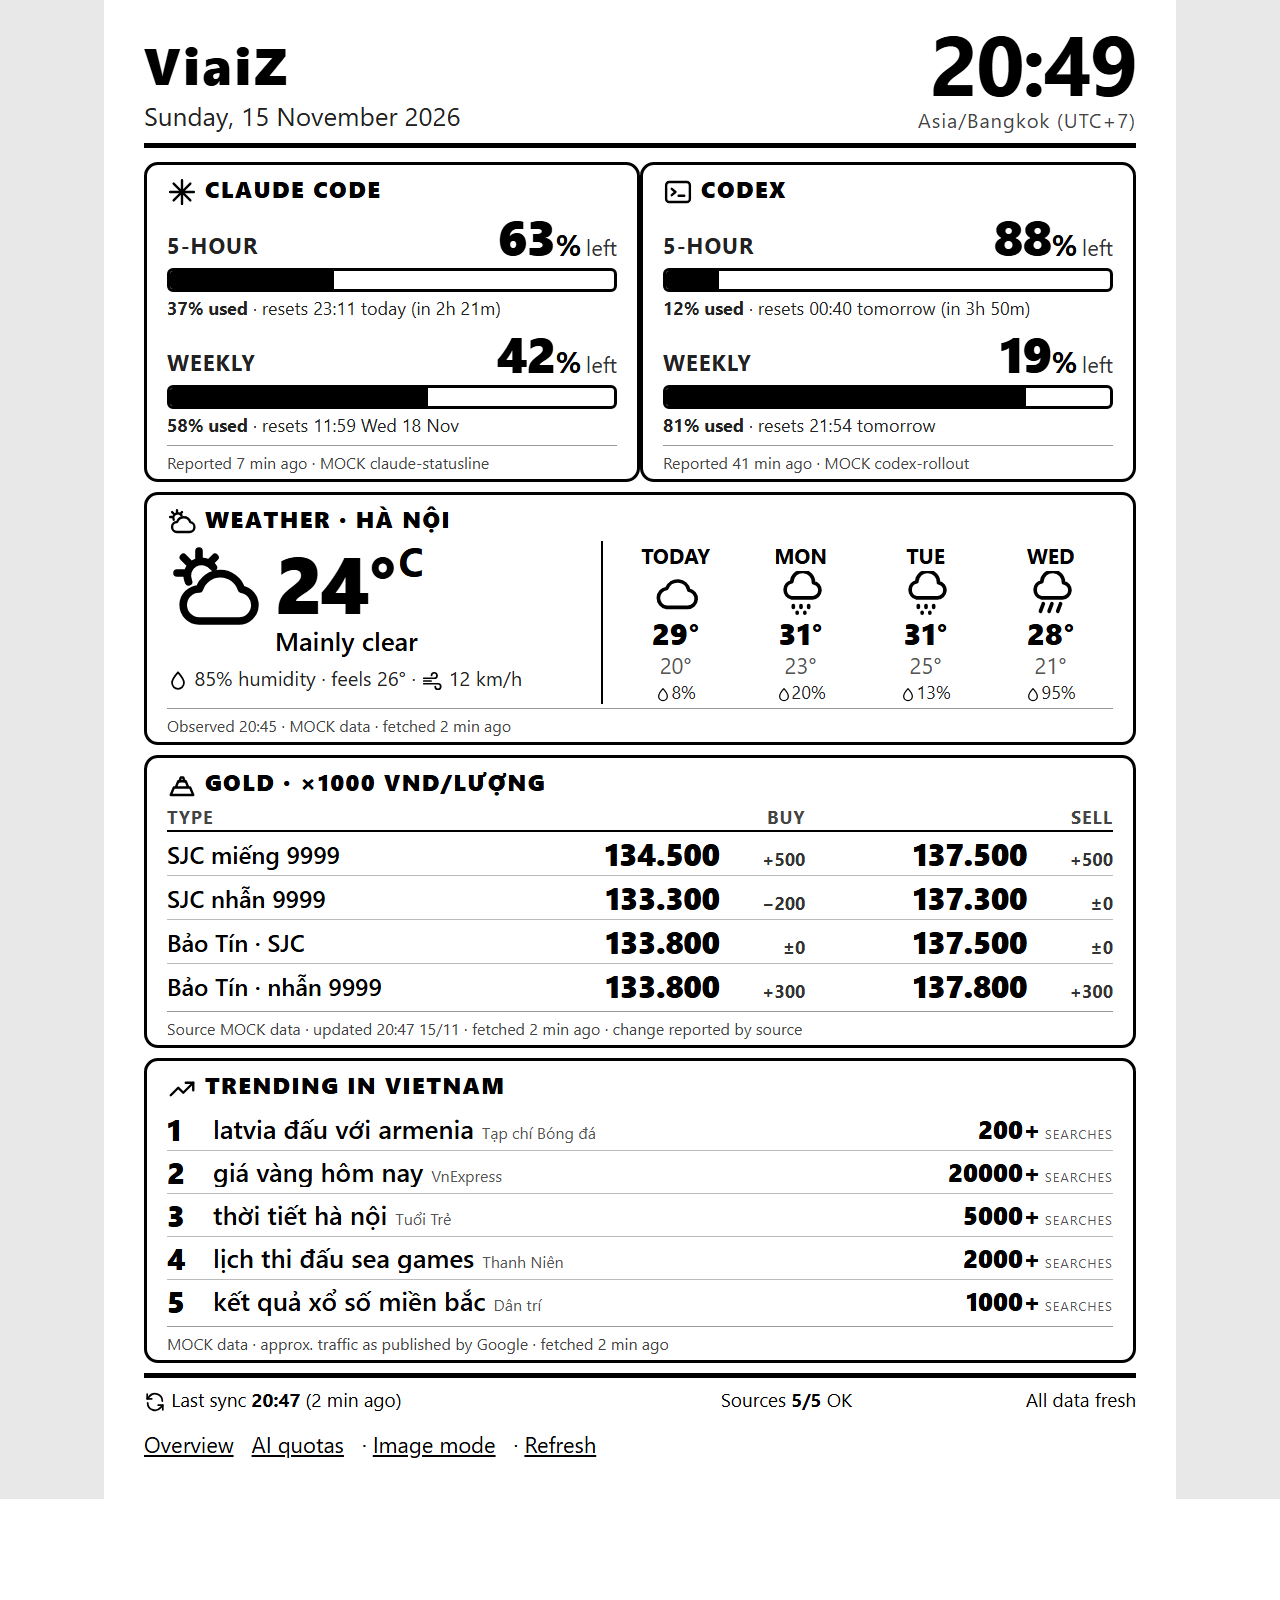 ViaiZ
20:49
Sunday, 15 November 2026
Asia/Bangkok (UTC+7)
CLAUDE CODE
5-HOUR 63% left
37% used · resets 23:11 today (in 2h 21m)
WEEKLY 42% left
58% used · resets 11:59 Wed 18 Nov
Reported 7 min ago · MOCK claude-statusline
CODEX
5-HOUR 88% left
12% used · resets 00:40 tomorrow (in 3h 50m)
WEEKLY 19% left
81% used · resets 21:54 tomorrow
Reported 41 min ago · MOCK codex-rollout
WEATHER · HÀ NỘI
24°C
Mainly clear
85% humidity · feels 26° · 12 km/h
TODAY MON TUE WED
29° 31° 31° 28°
20° 23° 25° 21°
8% 20% 13% 95%
Observed 20:45 · MOCK data · fetched 2 min ago
GOLD · ×1000 VND/LƯỢNG
TYPE BUY SELL
SJC miếng 9999 134.500 +500 137.500 +500
SJC nhẫn 9999 133.300 −200 137.300 ±0
Bảo Tín · SJC 133.800 ±0 137.500 ±0
Bảo Tín · nhẫn 9999 133.800 +300 137.800 +300
Source MOCK data · updated 20:47 15/11 · fetched 2 min ago · change reported by source
TRENDING IN VIETNAM
1 latvia đấu với armenia Tạp chí Bóng đá 200+ SEARCHES
2 giá vàng hôm nay VnExpress 20000+ SEARCHES
3 thời tiết hà nội Tuổi Trẻ 5000+ SEARCHES
4 lịch thi đấu sea games Thanh Niên 2000+ SEARCHES
5 kết quả xổ số miền bắc Dân trí 1000+ SEARCHES
MOCK data · approx. traffic as published by Google · fetched 2 min ago
Last sync 20:47 (2 min ago) Sources 5/5 OK All data fresh
Overview AI quotas · Image mode · Refresh